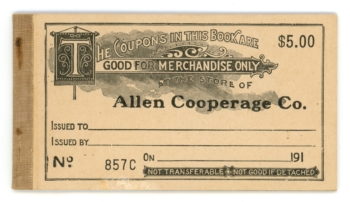 THE COUPONS IN THIS BOOK ARE
$5.00
GOOD FOR MERCHANDISE ONLY
AT THE STORE OF
Allen Cooperage Co.
ISSUED TO
ISSUED BY
No 857C ON 191
NOT TRANSFERABLE NOT GOOD IF DETACHED